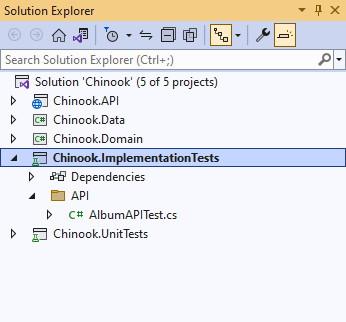 Solution Explorer
Search Solution Explorer (Ctrl+;)
Solution 'Chinook' (5 of 5 projects)
Chinook.API
C# Chinook.Data
C# Chinook.Domain
Chinook.ImplementationTests
Dependencies
API
C# AlbumAPITest.cs
Chinook.UnitTests